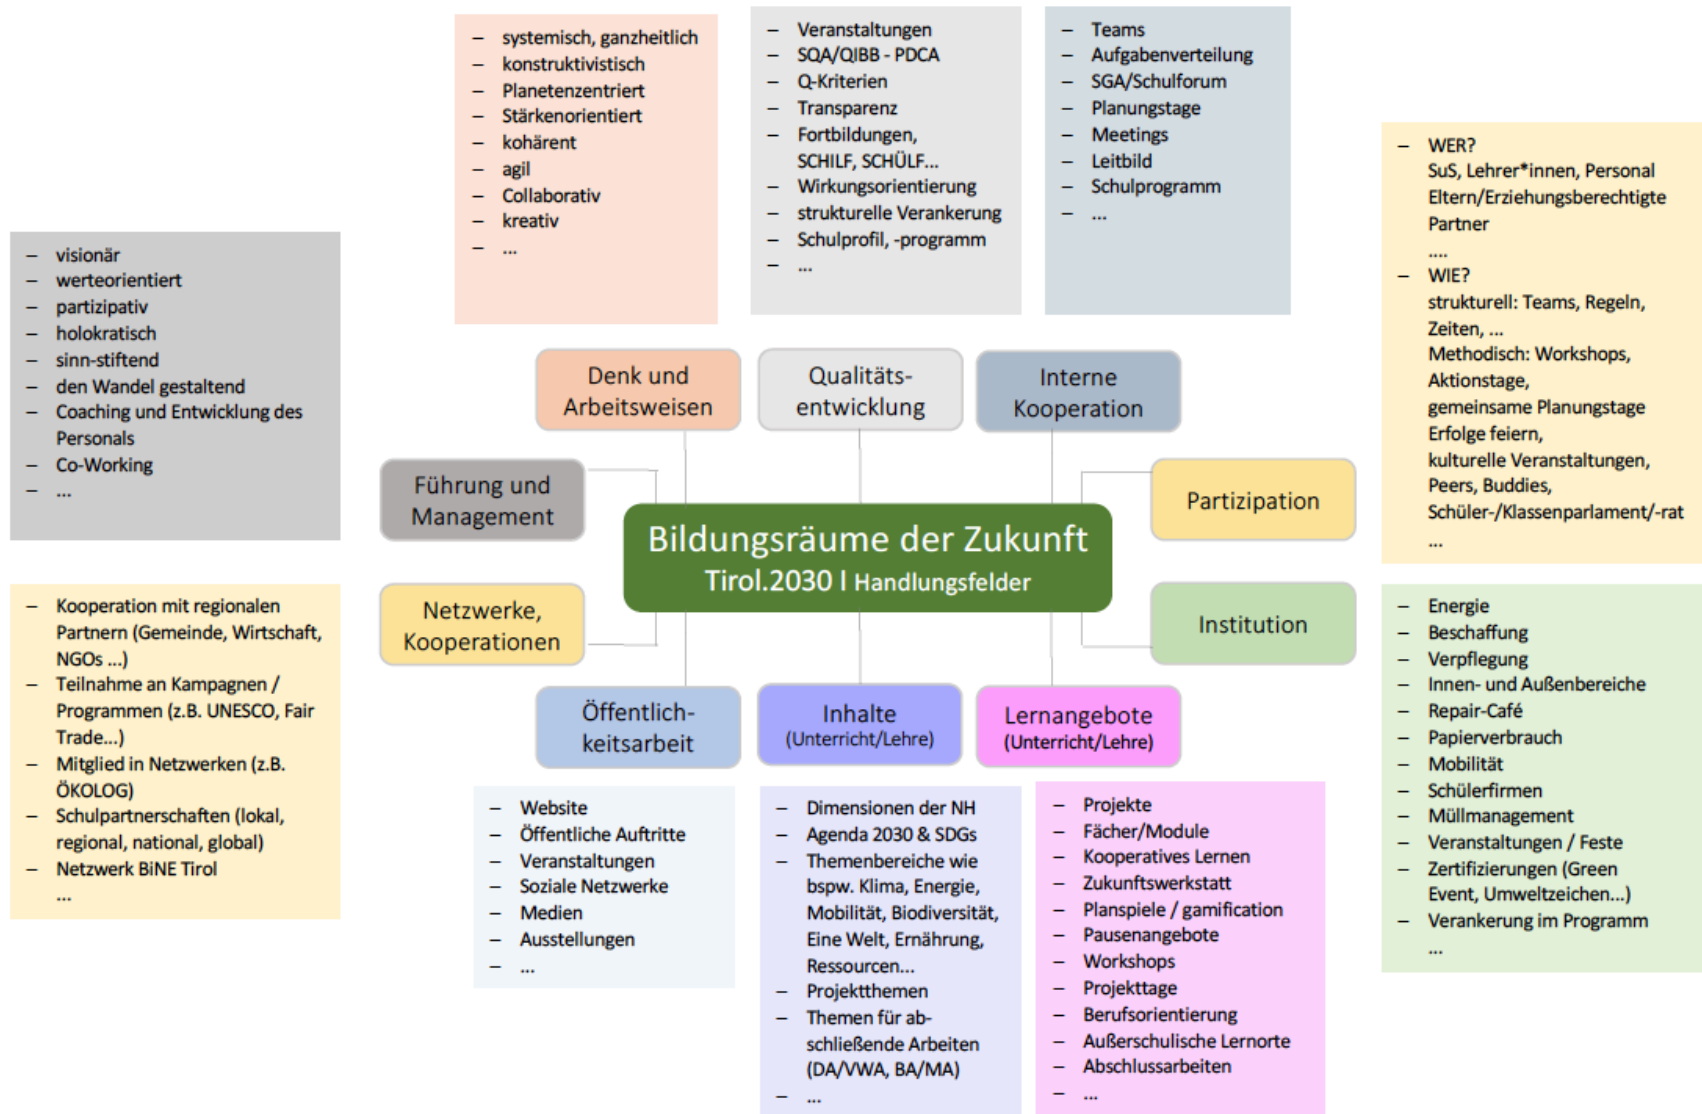 – systemisch, ganzheitlich
– konstruktivistisch
– Planetenzentriert
– Stärkenorientiert
– kohärent
– agil
– Collaborativ
– kreativ
– ...
– Veranstaltungen
– SQA/QIBB - PDCA
– Q-Kriterien
– Transparenz
– Fortbildungen,
SCHILF, SCHÜLF...
– Wirkungsorientierung
– strukturelle Verankerung
– Schulprofil, -programm
– ...
– Teams
– Aufgabenverteilung
– SGA/Schulforum
– Planungstage
– Meetings
– Leitbild
– Schulprogramm
– ...
– WER?
SuS, Lehrer*innen, Personal
Eltern/Erziehungsberechtigte
Partner
....
– WIE?
strukturell: Teams, Regeln,
Zeiten, ...
Methodisch: Workshops,
Aktionstage,
gemeinsame Planungstage
Erfolge feiern,
kulturelle Veranstaltungen,
Peers, Buddies,
Schüler-/Klassenparlament/-rat
...
– visionär
– werteorientiert
– partizipativ
– holokratisch
– sinn-stiftend
– den Wandel gestaltend
– Coaching und Entwicklung des
Personals
– Co-Working
– ...
Denk und
Arbeitsweisen
Qualitäts-
entwicklung
Interne
Kooperation
Führung und
Management
Partizipation
Bildungsräume der Zukunft
Tirol.2030 I Handlungsfelder
Netzwerke,
Kooperationen
Institution
Öffentlich-
keitsarbeit
Inhalte
(Unterricht/Lehre)
Lernangebote
(Unterricht/Lehre)
– Kooperation mit regionalen
Partnern (Gemeinde, Wirtschaft,
NGOs ...)
– Teilnahme an Kampagnen /
Programmen (z.B. UNESCO, Fair
Trade...)
– Mitglied in Netzwerken (z.B.
ÖKOLOG)
– Schulpartnerschaften (lokal,
regional, national, global)
– Netzwerk BiNE Tirol
...
– Website
– Öffentliche Auftritte
– Veranstaltungen
– Soziale Netzwerke
– Medien
– Ausstellungen
– ...
– Dimensionen der NH
– Agenda 2030 & SDGs
– Themenbereiche wie
bspw. Klima, Energie,
Mobilität, Biodiversität,
Eine Welt, Ernährung,
Ressourcen...
– Projektthemen
– Themen für ab-
schließende Arbeiten
(DA/VWA, BA/MA)
– ...
– Projekte
– Fächer/Module
– Kooperatives Lernen
– Zukunftswerkstatt
– Planspiele / gamification
– Pausenangebote
– Workshops
– Projekttage
– Berufsorientierung
– Außerschulische Lernorte
– Abschlussarbeiten
– ...
– Energie
– Beschaffung
– Verpflegung
– Innen- und Außenbereiche
– Repair-Café
– Papierverbrauch
– Mobilität
– Schülerfirmen
– Müllmanagement
– Veranstaltungen / Feste
– Zertifizierungen (Green
Event, Umweltzeichen...)
– Verankerung im Programm
...